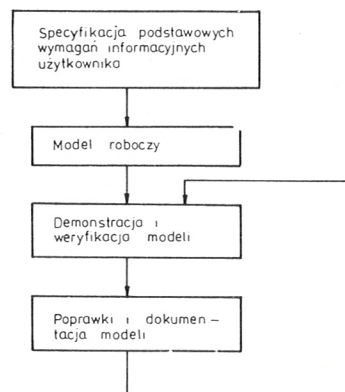 Specyfikacja podstawowych
wymagań informacyjnych
użytkownika
Model roboczy
Demonstracja i
weryfikacja modeli
Poprawki i dokumen –
tacja modeli